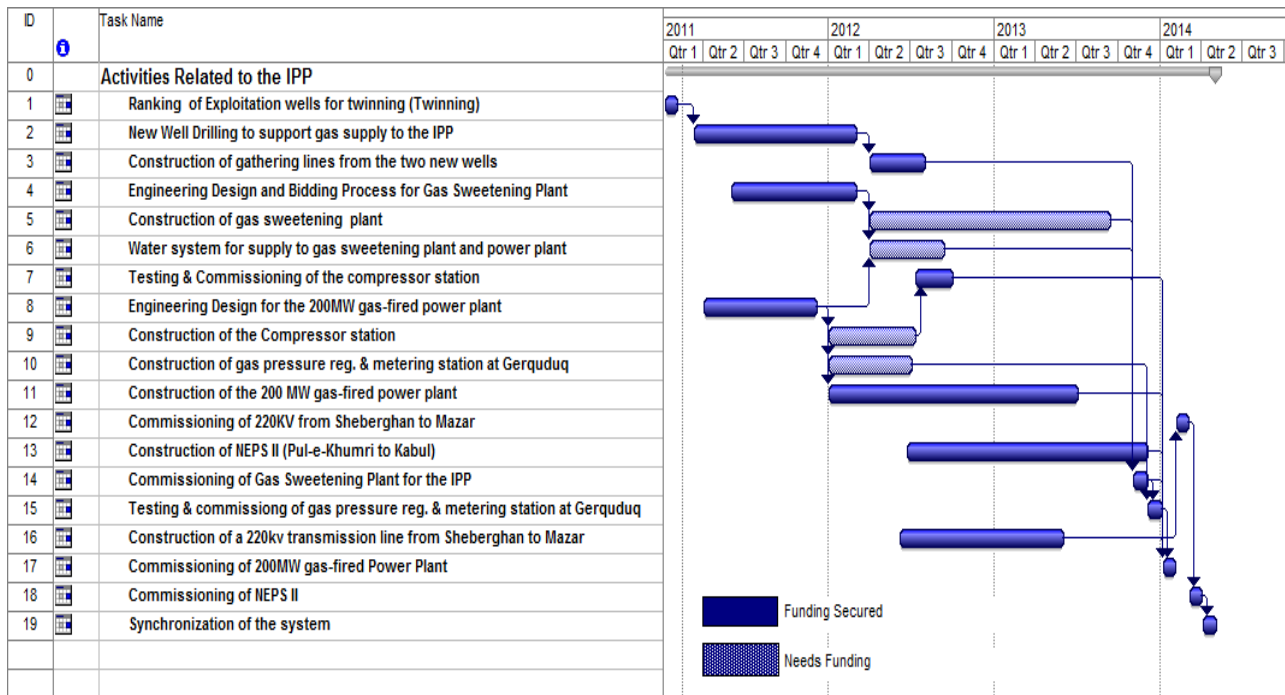 ID Task Name 2011 2012 2013 2014
Qtr 1 Qtr 2 Qtr 3 Qtr 4 Qtr 1 Qtr 2 Qtr 3 Qtr 4 Qtr 1 Qtr 2 Qtr 3 Qtr 4 Qtr 1 Qtr 2 Qtr 3
0 Activities Related to the IPP
1 Ranking of Exploitation wells for twinning (Twinning)
2 New Well Drilling to support gas supply to the IPP
3 Construction of gathering lines from the two new wells
4 Engineering Design and Bidding Process for Gas Sweetening Plant
5 Construction of gas sweetening plant
6 Water system for supply to gas sweetening plant and power plant
7 Testing & Commissioning of the compressor station
8 Engineering Design for the 200MW gas-fired power plant
9 Construction of the Compressor station
10 Construction of gas pressure reg. & metering station at Gerquduq
11 Construction of the 200 MW gas-fired power plant
12 Commissioning of 220KV from Sheberghan to Mazar
13 Construction of NEPS II (Pul-e-Khumri to Kabul)
14 Commissioning of Gas Sweetening Plant for the IPP
15 Testing & commissiong of gas pressure reg. & metering station at Gerquduq
16 Construction of a 220kv transmission line from Sheberghan to Mazar
17 Commissioning of 200MW gas-fired Power Plant
18 Commissioning of NEPS II
19 Synchronization of the system
Funding Secured
Needs Funding